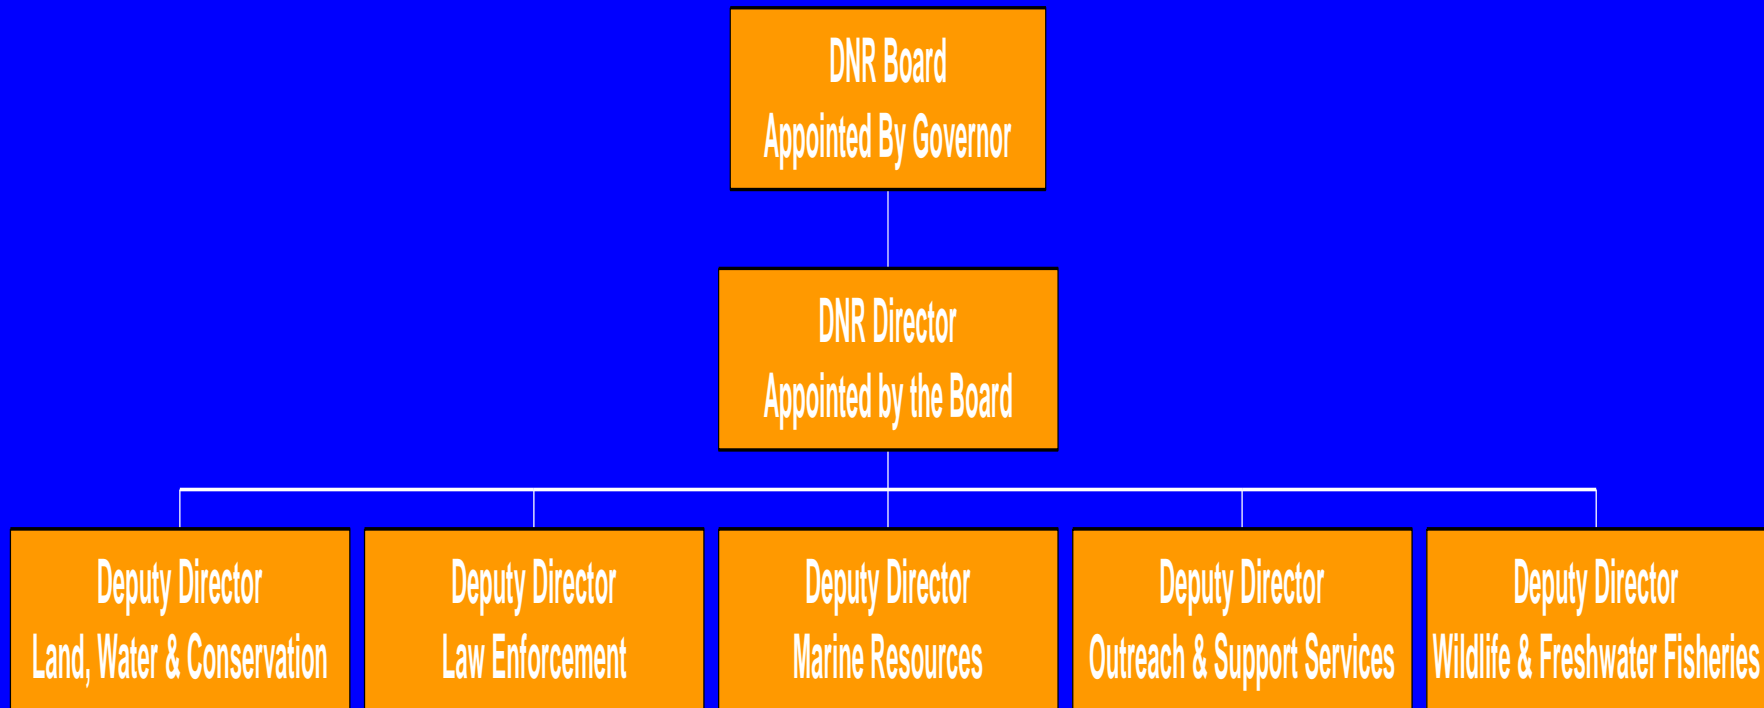 DNR Board
Appointed By Governor
DNR Director
Appointed by the Board
Deputy Director
Land, Water & Conservation
Deputy Director
Law Enforcement
Deputy Director
Marine Resources
Deputy Director
Outreach & Support Services
Deputy Director
Wildlife & Freshwater Fisheries